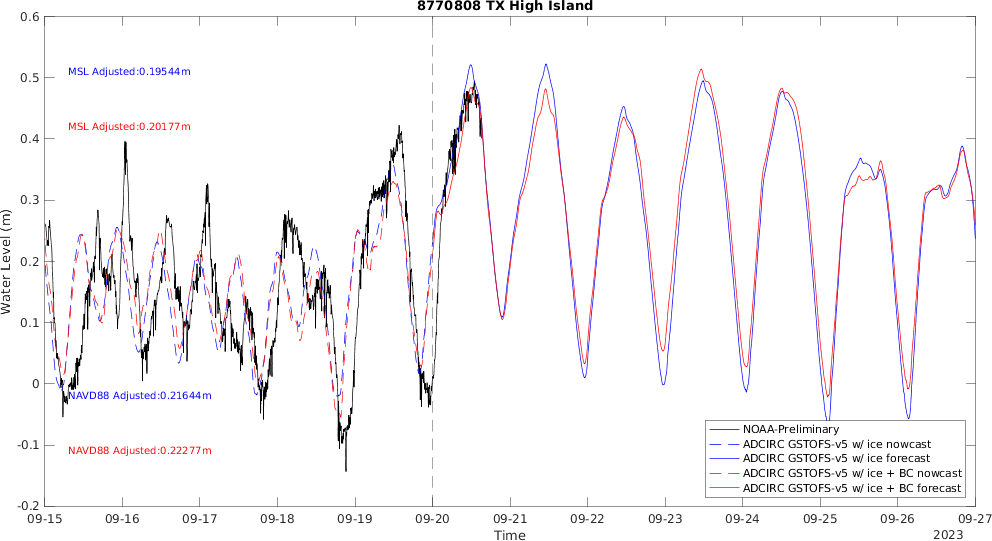 8770808 TX High Island
0.6
0.5
0.4
0.3
0.2
0.1
0
-0.1
-0.2
Water Level (m)
MSL Adjusted:0.19544m
MSL Adjusted:0.20177m
NAVD88 Adjusted:0.21644m
NAVD88 Adjusted:0.22277m
NOAA-Preliminary
ADCIRC GSTOFS-v5 w/ ice nowcast
ADCIRC GSTOFS-v5 w/ ice forecast
ADCIRC GSTOFS-v5 w/ ice + BC nowcast
ADCIRC GSTOFS-v5 w/ ice + BC forecast
09-15 09-16 09-17 09-18 09-19 09-20 09-21 09-22 09-23 09-24 09-25 09-26 09-27
Time
2023